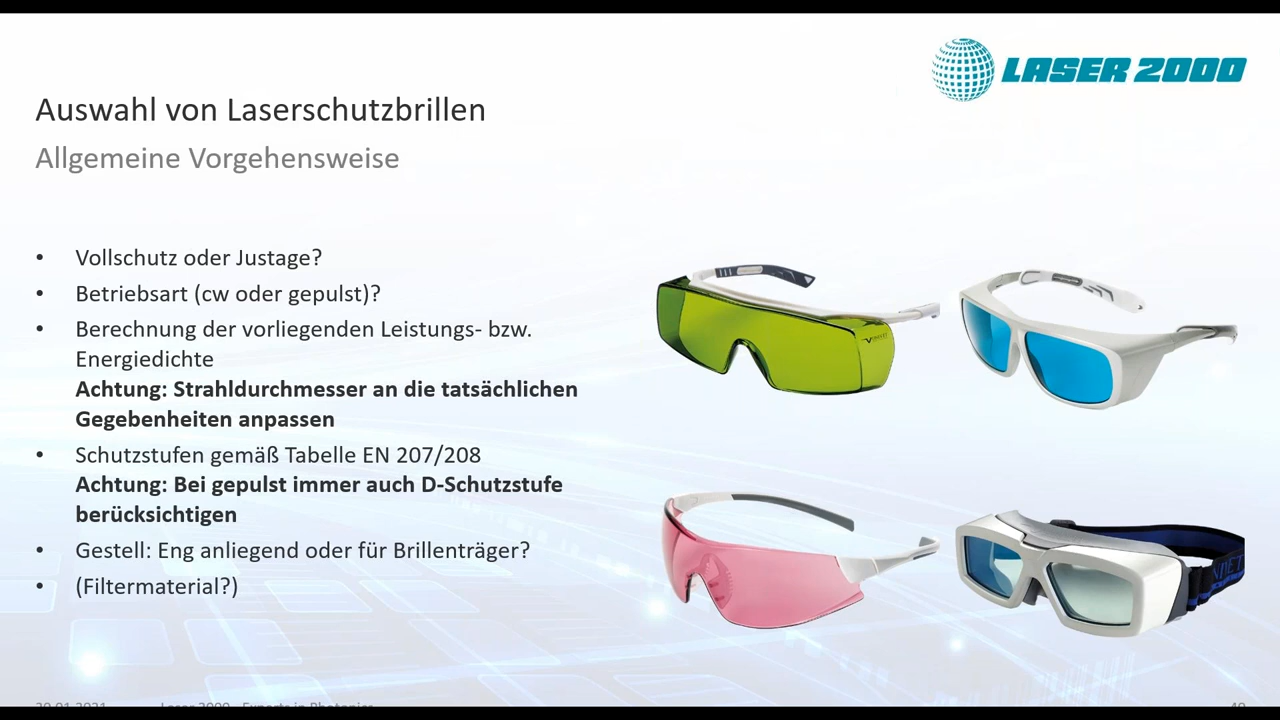 LASER 2000
Auswahl von Laserschutzbrillen
Allgemeine Vorgehensweise
• Vollschutz oder Justage?
• Betriebsart (cw oder gepulst)?
• Berechnung der vorliegenden Leistungs- bzw.
Energiedichte
Achtung: Strahldurchmesser an die tatsächlichen
Gegebenheiten anpassen
• Schutzstufen gemäß Tabelle EN 207/208
Achtung: Bei gepulst immer auch D-Schutzstufe
berücksichtigen
• Gestell: Eng anliegend oder für Brillenträger?
• (Filtermaterial?)